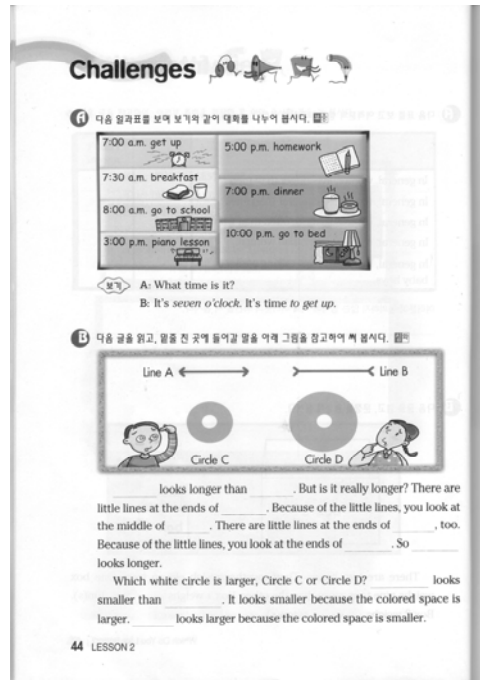 Challenges
A 다음 일과표를 보며 보기와 같이 대화를 나누어 봅시다.
7:00 a.m. get up
7:30 a.m. breakfast
8:00 a.m. go to school
3:00 p.m. piano lesson
5:00 p.m. homework
7:00 p.m. dinner
10:00 p.m. go to bed
보기 A: What time is it?
B: It's seven o'clock. It's time to get up.
B 다음 글을 읽고, 밑줄 친 곳에 들어갈 말을 아래 그림을 참고하여 써 봅시다.
Line A Line B
Circle C Circle D
looks longer than . But is it really longer? There are
little lines at the ends of . Because of the little lines, you look at
the middle of . There are little lines at the ends of , too.
Because of the little lines, you look at the ends of . So
looks longer.
Which white circle is larger, Circle C or Circle D? looks
smaller than . It looks smaller because the colored space is
larger. looks larger because the colored space is smaller.
44 LESSON 2